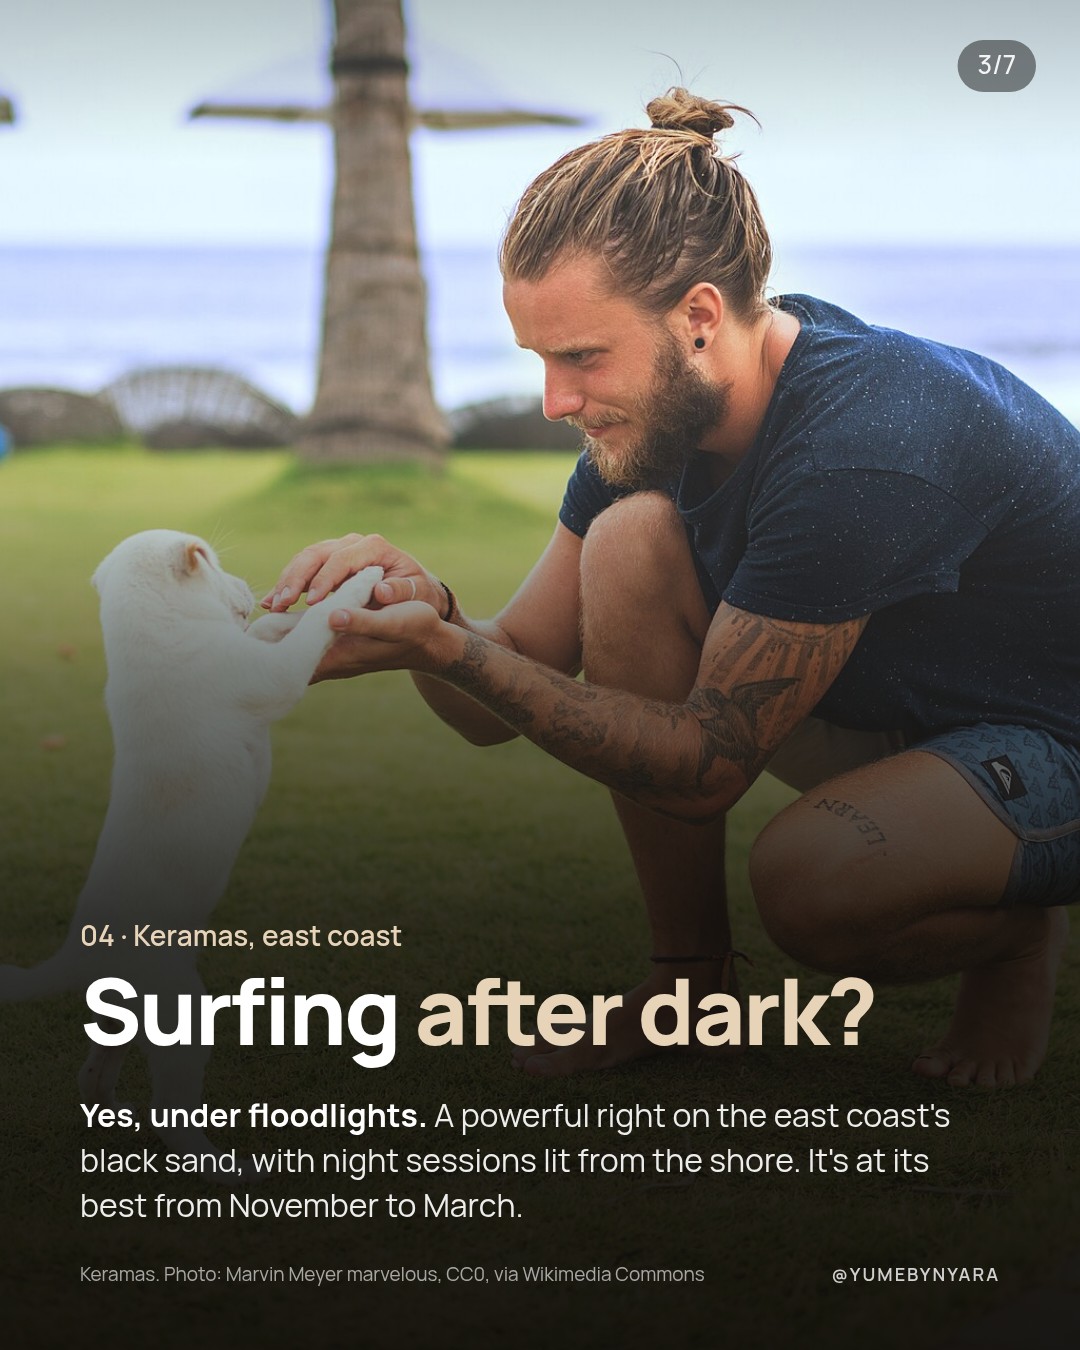 3/7
LEARN
04 · Keramas, east coast
Surfing after dark?
Yes, under floodlights. A powerful right on the east coast's
black sand, with night sessions lit from the shore. It's at its
best from November to March.
Keramas. Photo: Marvin Meyer marvelous, CC0, via Wikimedia Commons
@YUMEBYNYARA